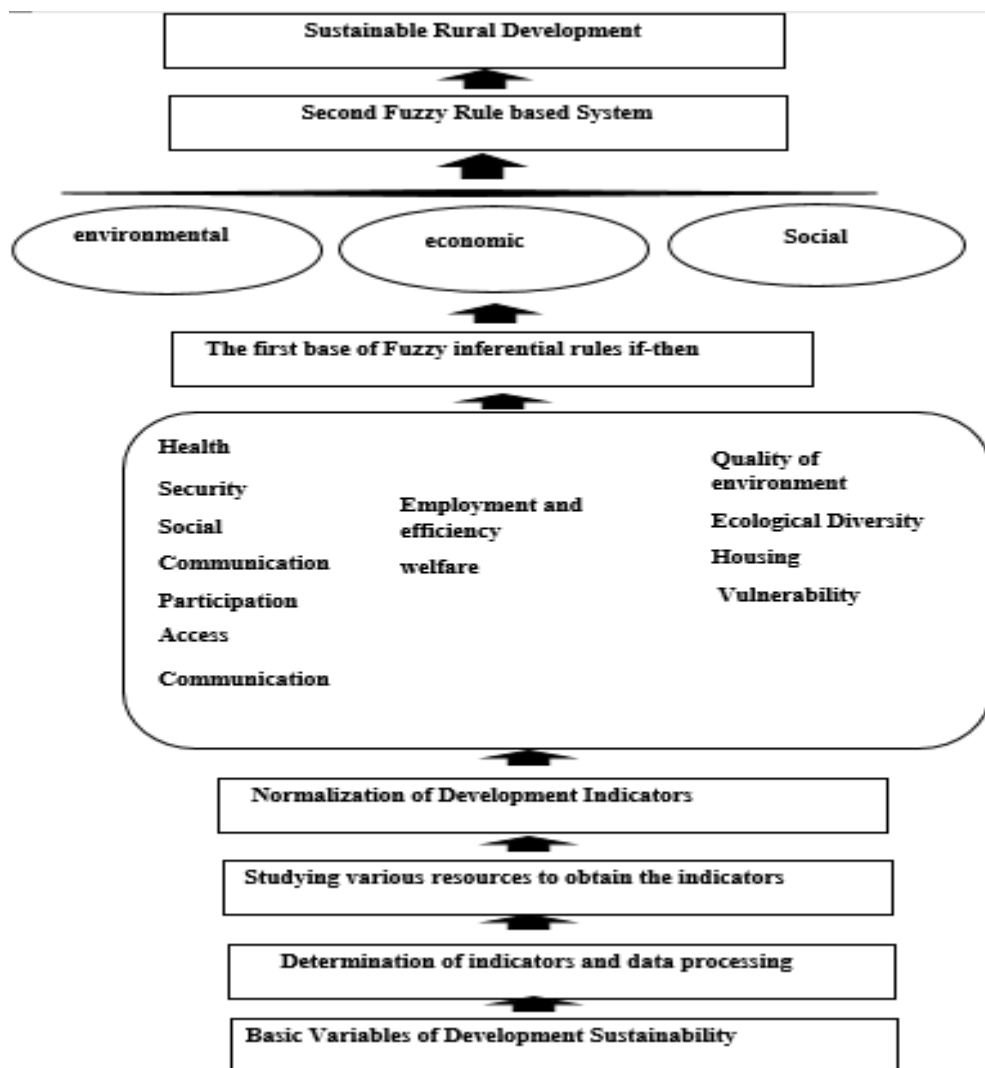 Sustainable Rural Development
Second Fuzzy Rule based System
environmental
economic
Social
The first base of Fuzzy inferential rules if-then
Health
Security
Social
Communication
Participation
Access
Communication
Employment and
efficiency
welfare
Quality of
environment
Ecological Diversity
Housing
Vulnerability
Normalization of Development Indicators
Studying various resources to obtain the indicators
Determination of indicators and data processing
Basic Variables of Development Sustainability